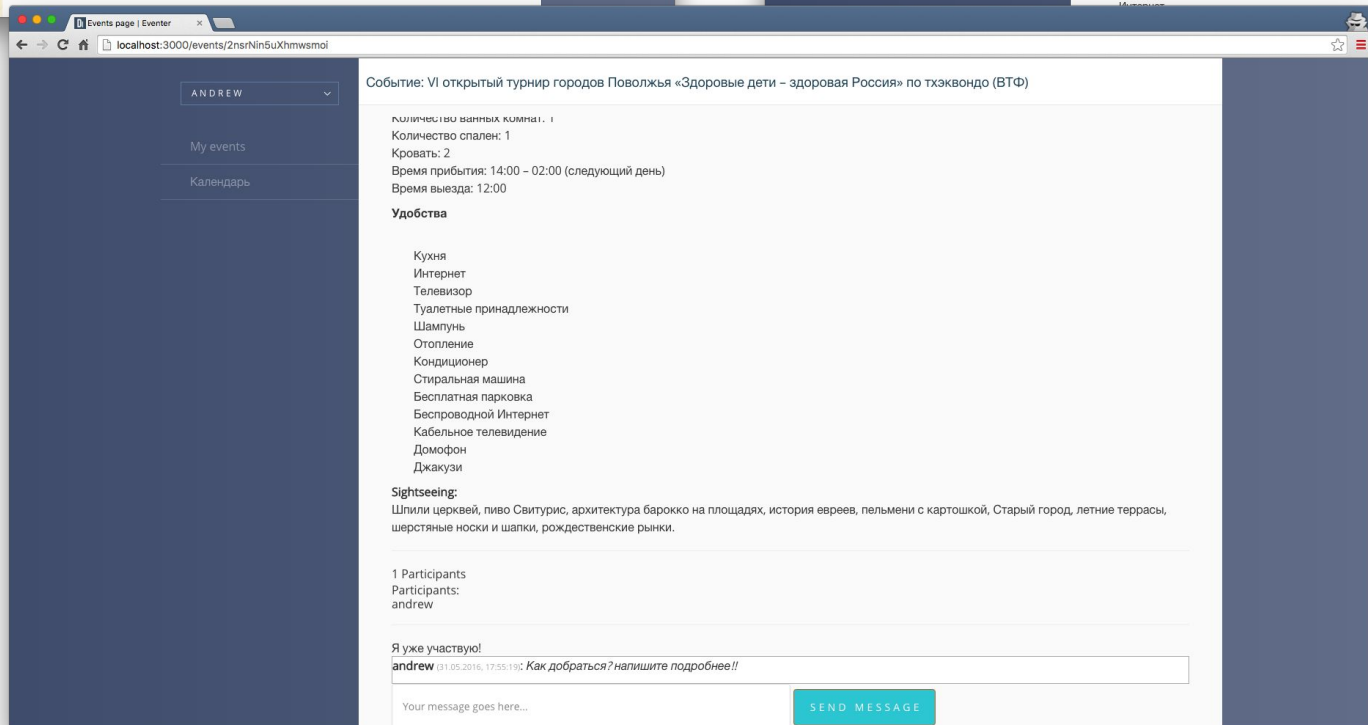 Интернет
Events page | Eventer
localhost:3000/events/2nsrNin5uXhmwsmoi
ANDREW
My events
Календарь
Событие: VI открытый турнир городов Поволжья «Здоровые дети – здоровая Россия» по тхэквондо (ВТФ)
Количество ванных комнат: 1
Количество спален: 1
Кровать: 2
Время прибытия: 14:00 – 02:00 (следующий день)
Время выезда: 12:00
Удобства
Кухня
Интернет
Телевизор
Туалетные принадлежности
Шампунь
Отопление
Кондиционер
Стиральная машина
Бесплатная парковка
Беспроводной Интернет
Кабельное телевидение
Домофон
Джакузи
Sightseeing:
Шпили церквей, пиво Свитурис, архитектура барокко на площадях, история евреев, пельмени с картошкой, Старый город, летние террасы,
шерстяные носки и шапки, рождественские рынки.
1 Participants
Participants:
andrew
Я уже участвую!
andrew (31.05.2016, 17:55:19): Как добраться? напишите подробнее!!
Your message goes here...
SEND MESSAGE